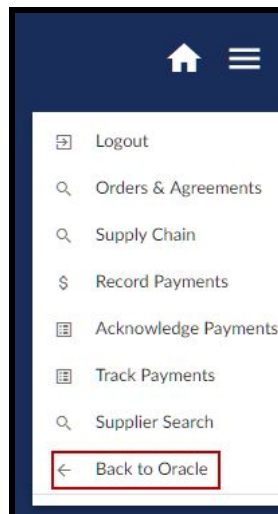 Logout
Orders & Agreements
Supply Chain
Record Payments
Acknowledge Payments
Track Payments
Supplier Search
Back to Oracle